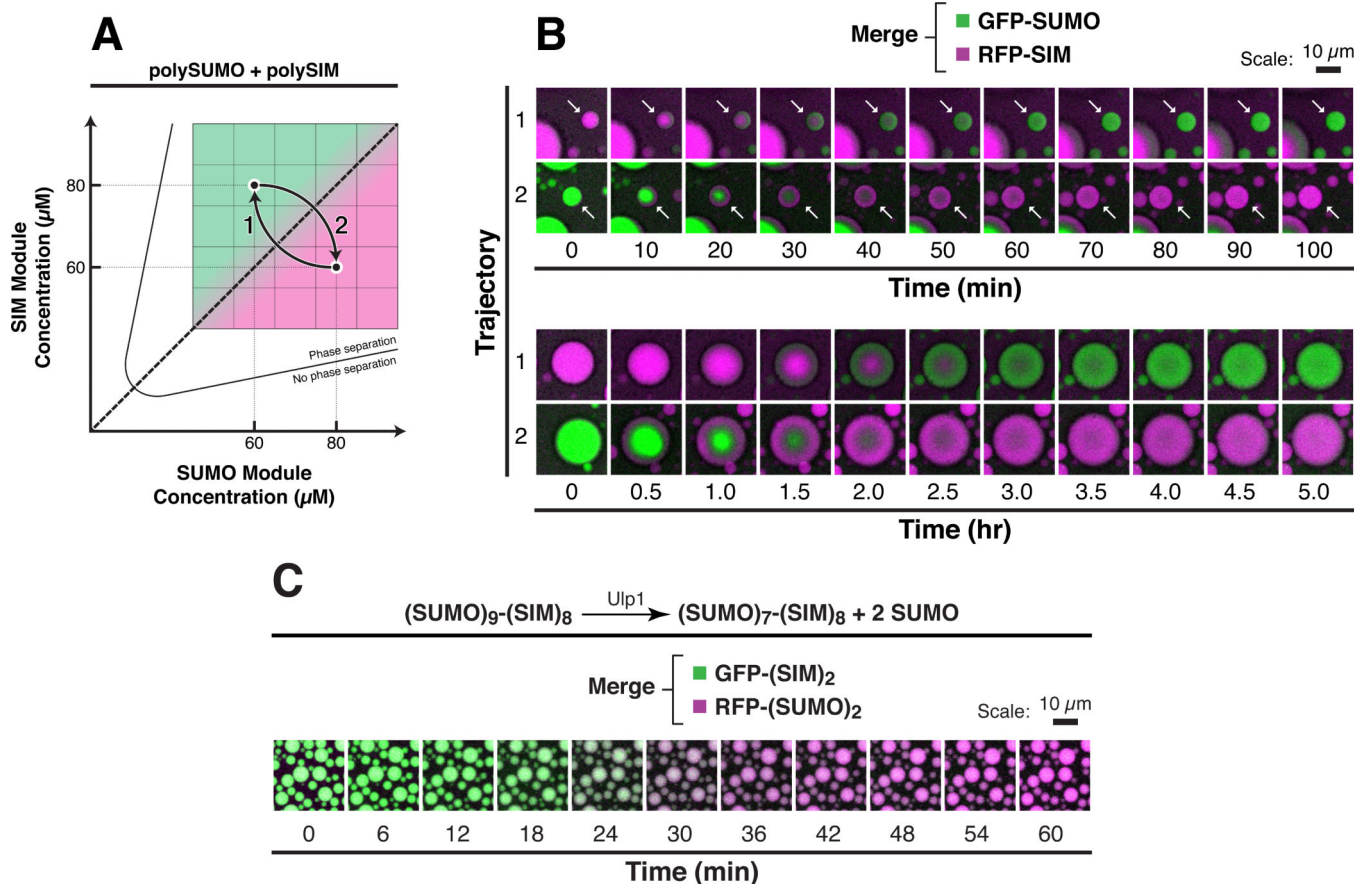 A
polySUMO + polySIM
SIM Module
Concentration (µM)
80
60
1
2
Phase separation
No phase separation
60
80
SUMO Module
Concentration (µM)
B
Merge
GFP-SUMO
RFP-SIM
Scale: 10 µm
Trajectory
1
2
0 10 20 30 40 50 60 70 80 90 100
Time (min)
1
2
0 0.5 1.0 1.5 2.0 2.5 3.0 3.5 4.0 4.5 5.0
Time (hr)
C
(SUMO)₉-(SIM)₈ Ulp1 (SUMO)₇-(SIM)₈ + 2 SUMO
Merge
GFP-(SIM)₂
RFP-(SUMO)₂
Scale: 10 µm
0 6 12 18 24 30 36 42 48 54 60
Time (min)